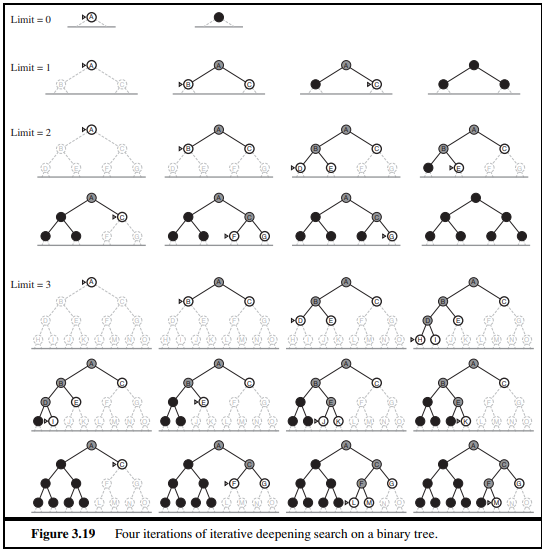 Limit = 0 A
Limit = 1 A A A
B C B C C
Limit = 2 A A A A
B C B C B C B C
D E F G D E F G D E F G E F G
A A A
C C C
F G F G G
Limit = 3 A A A A
B C B C B C B C
D E F G D E F G D E F G D E F G
H I J K L M N O H I J K L M N O H I J K L M N O H I J K L M N O
A A A A
B C B C B C B C
D E F G E F G E F G E F G
I J K L M N O J K L M N O J K L M N O K L M N O
A A A A
C C C C
F G F G F G F G
L M N O L M N O L M N O M N O
Figure 3.19 Four iterations of iterative deepening search on a binary tree.